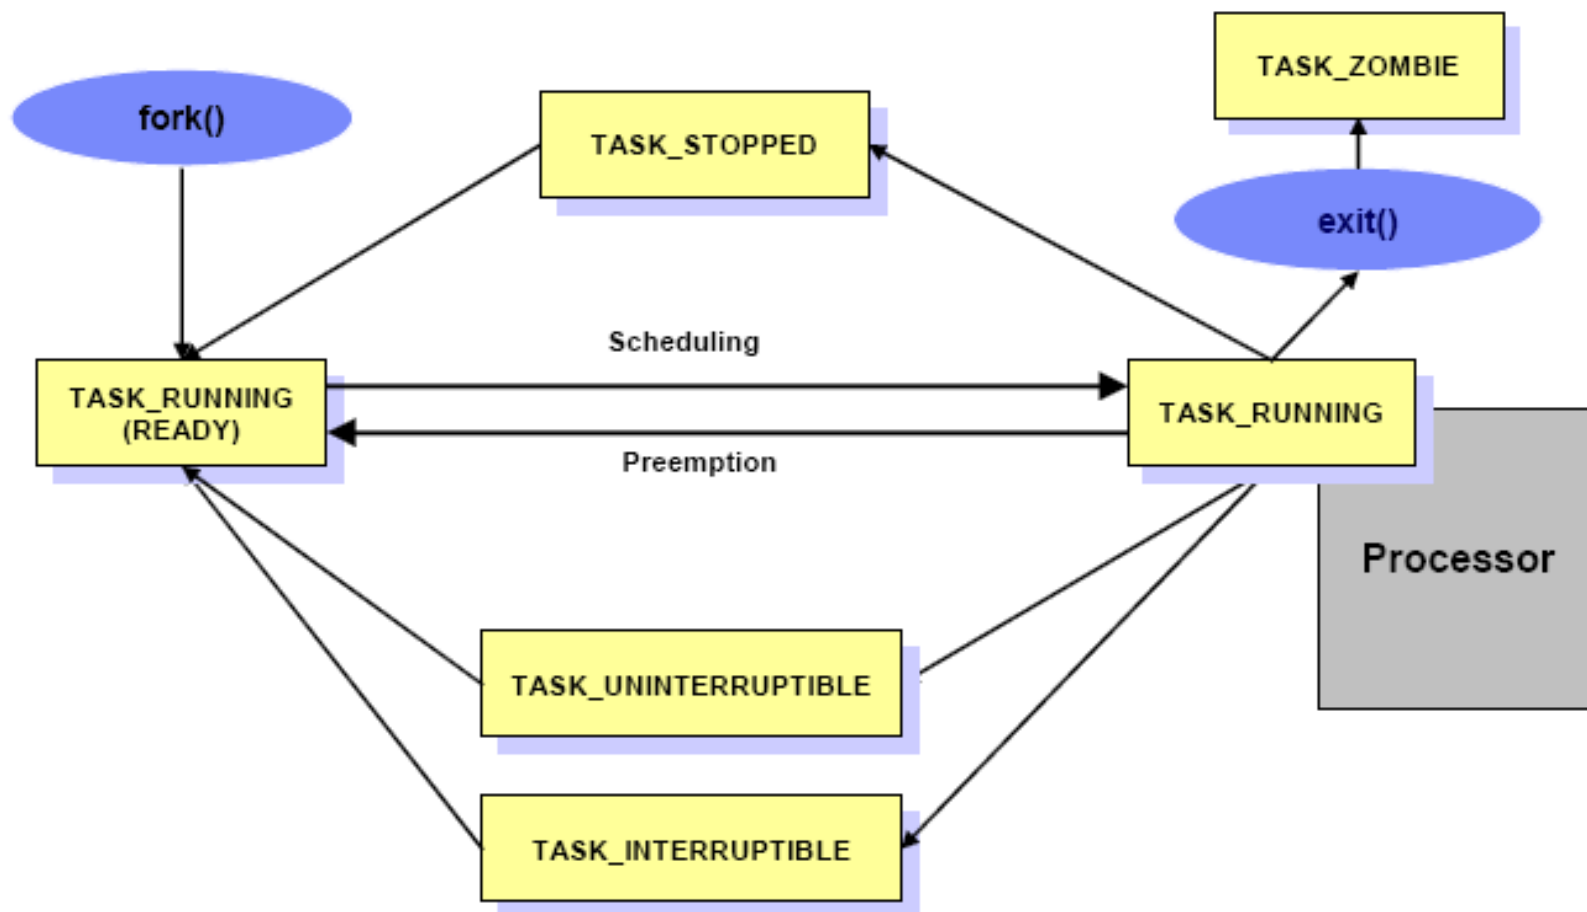 TASK_ZOMBIE
fork()
TASK_STOPPED
exit()
Scheduling
TASK_RUNNING
(READY)
TASK_RUNNING
Preemption
Processor
TASK_UNINTERRUPTIBLE
TASK_INTERRUPTIBLE